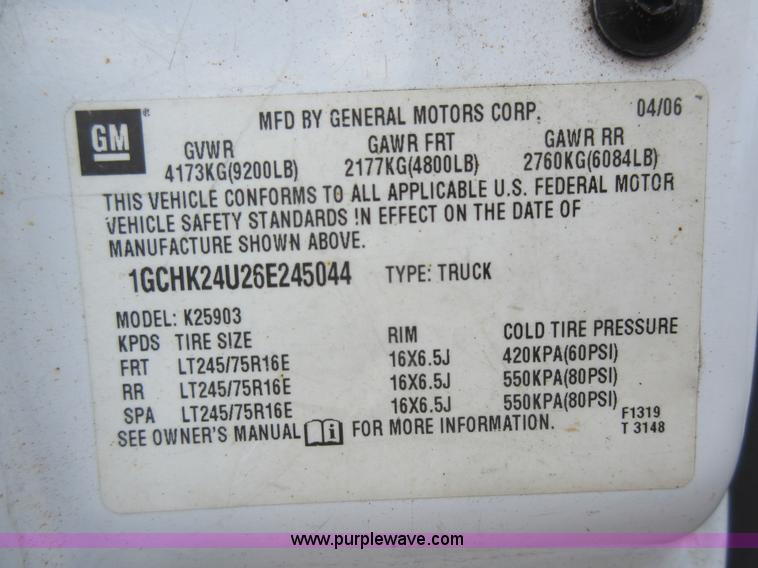 GM
MFD BY GENERAL MOTORS CORP. 04/06
GVWR GAWR FRT GAWR RR
4173KG(9200LB) 2177KG(4800LB) 2760KG(6084LB)
THIS VEHICLE CONFORMS TO ALL APPLICABLE U.S. FEDERAL MOTOR
VEHICLE SAFETY STANDARDS IN EFFECT ON THE DATE OF
MANUFACTURE SHOWN ABOVE.
1GCHK24U26E245044 TYPE: TRUCK
MODEL: K25903
KPDS TIRE SIZE RIM COLD TIRE PRESSURE
FRT LT245/75R16E 16X6.5J 420KPA(60PSI)
RR LT245/75R16E 16X6.5J 550KPA(80PSI)
SPA LT245/75R16E 16X6.5J 550KPA(80PSI)
SEE OWNER'S MANUAL i FOR MORE INFORMATION.
F1319
T 3148
www.purplewave.com